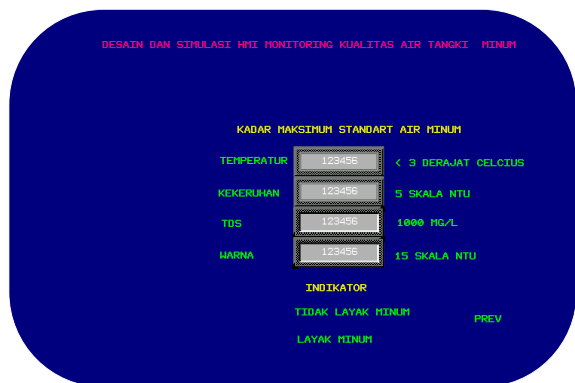 DESAIN DAN SIMULASI HMI MONITORING KUALITAS AIR TANGKI MINUM
KADAR MAKSIMUM STANDART AIR MINUM
TEMPERATUR 123456 < 3 DERAJAT CELCIUS
KEKERUHAN 123456 5 SKALA NTU
TDS 123456 1000 MG/L
WARNA 123456 15 SKALA NTU
INDIKATOR
TIDAK LAYAK MINUM
PREV
LAYAK MINUM